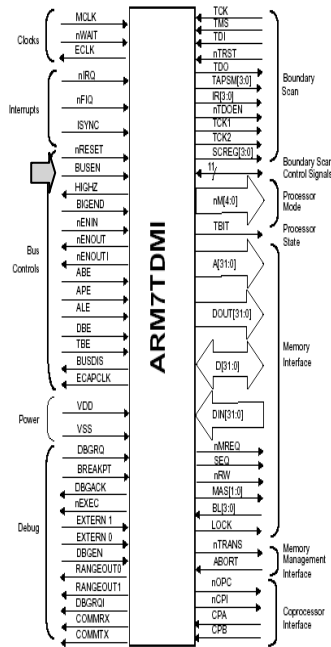 Clocks
MCLK
nWAIT
ECLK
Interrupts
nIRQ
nFIQ
ISYNC
Bus
Controls
nRESET
BUSEN
HIGHZ
BIGEND
nENIN
nENOUT
nENOUTI
ABE
APE
ALE
DBE
TBE
BUSDIS
ECAPCLK
Power
VDD
VSS
Debug
DBGRQ
BREAKPT
DBGACK
nEXEC
EXTERN 1
EXTERN 0
DBGEN
RANGEOUT0
RANGEOUT1
DBGRQI
COMMRX
COMMTX
ARM7TDMI
TCK
TMS
TDI
nTRST
TDO
TAPSM[3:0]
IR[3:0]
nTDOEN
TCK1
TCK2
SCREG[3:0]
Boundary
Scan
11
Boundary Scan
Control Signals
nM[4:0]
Processor
Mode
TBIT
Processor
State
A[31:0]
DOUT[31:0]
D[31:0]
DIN[31:0]
Memory
Interface
nMREQ
SEQ
nRW
MAS[1:0]
BL[3:0]
LOCK
nTRANS
ABORT
Memory
Management
Interface
nOPC
nCPI
CPA
CPB
Coprocessor
Interface